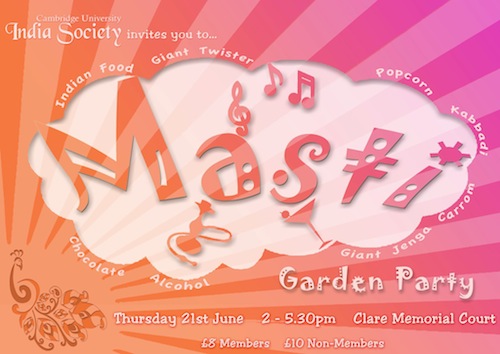 Cambridge University
India Society invites you to...
Indian Food Giant Twister
Popcorn Kabbadi
Masti
Chocolate Alcohol
Giant Jenga Carrom
Garden Party
Thursday 21st June 2 - 5.30pm Clare Memorial Court
£8 Members £10 Non-Members